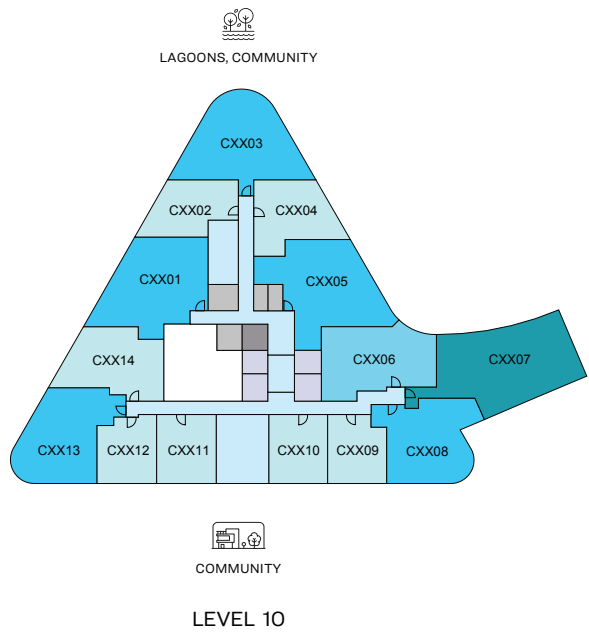 LAGOONS, COMMUNITY
CXX03
CXX02
CXX04
CXX01
CXX05
CXX14
CXX06
CXX07
CXX13
CXX12
CXX11
CXX10
CXX09
CXX08
COMMUNITY
LEVEL 10